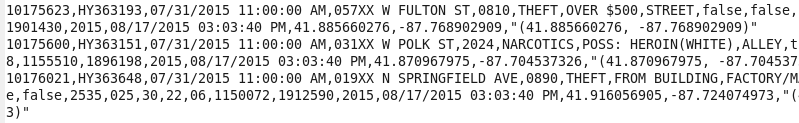 10175623,HY363193,07/31/2015 11:00:00 AM,057XX W FULTON ST,0810,THEFT,OVER $500,STREET,false,false,
1901430,2015,08/17/2015 03:03:40 PM,41.885660276,-87.768902909,"(41.885660276, -87.768902909)"
10175600,HY363151,07/31/2015 11:00:00 AM,031XX W POLK ST,2024,NARCOTICS,POSS: HEROIN(WHITE),ALLEY,t
8,1155510,1896198,2015,08/17/2015 03:03:40 PM,41.870967975,-87.704537326,"(41.870967975, -87.704537
10176021,HY363648,07/31/2015 11:00:00 AM,019XX N SPRINGFIELD AVE,0890,THEFT,FROM BUILDING,FACTORY/M
e,false,2535,025,30,22,06,1150072,1912590,2015,08/17/2015 03:03:40 PM,41.916056905,-87.724074973,"(
3)"